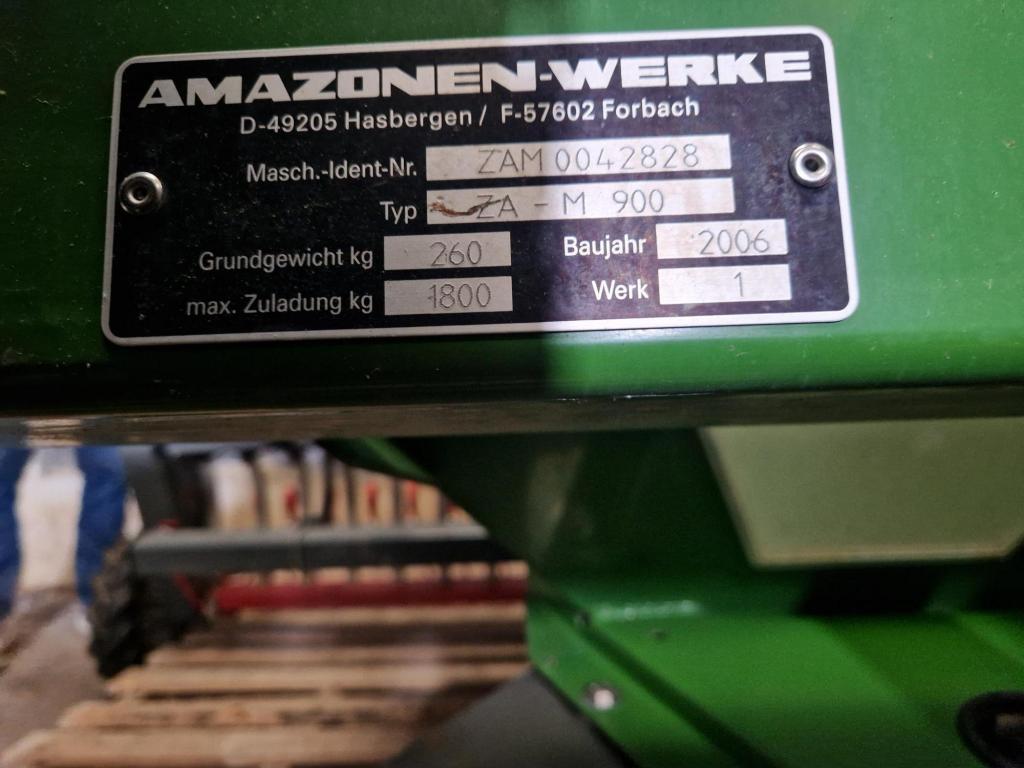 AMAZONEN-WERKE
D-49205 Hasbergen / F-57602 Forbach
Masch.-Ident-Nr. ZAM 0042828
Typ ZA - M 900
Grundgewicht kg 260 Baujahr 2006
max. Zuladung kg 1800 Werk 1